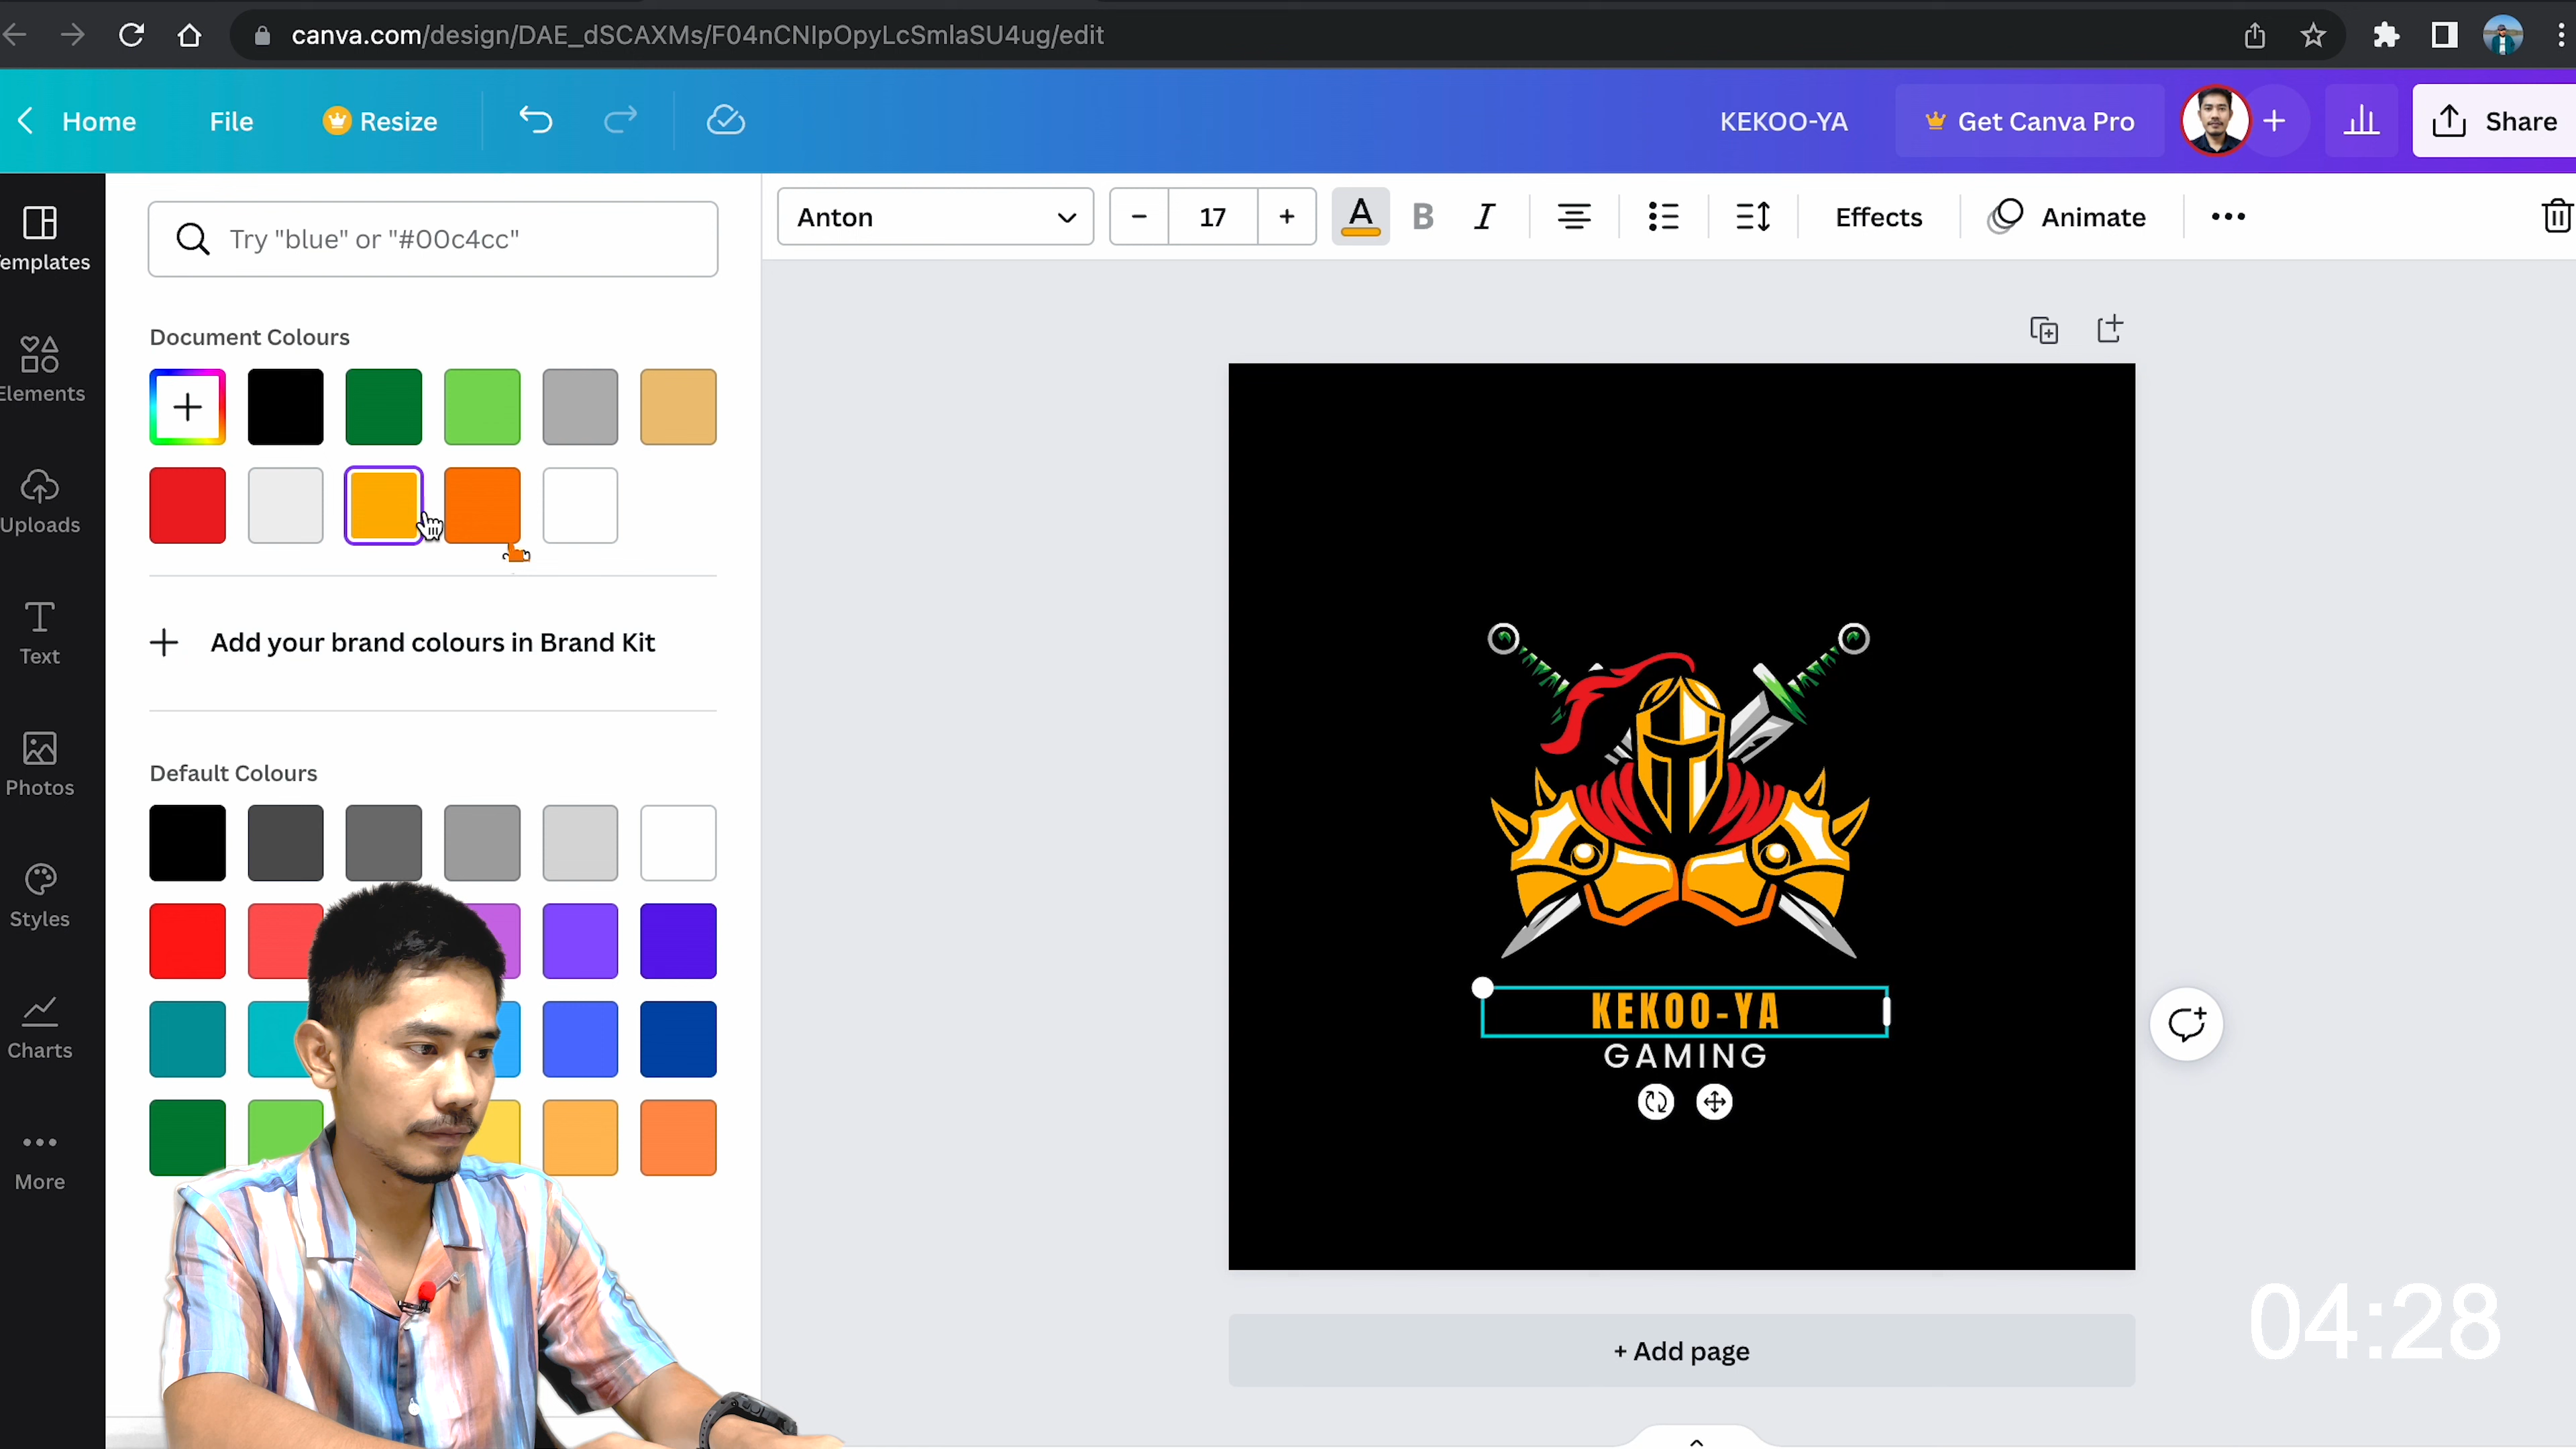 canva.com/design/DAE_dSCAXMs/F04nCNIpOpyLcSmlaSU4ug/edit
Home
File
Resize
KEKOO-YA
Get Canva Pro
+
Share
Templates
Elements
Uploads
Text
Photos
Styles
Charts
More
Try "blue" or "#00c4cc"
Document Colours
+ Add your brand colours in Brand Kit
Default Colours
Anton
- 17 +
A B I
Effects
Animate
KEKOO-YA
GAMING
+ Add page
04:28